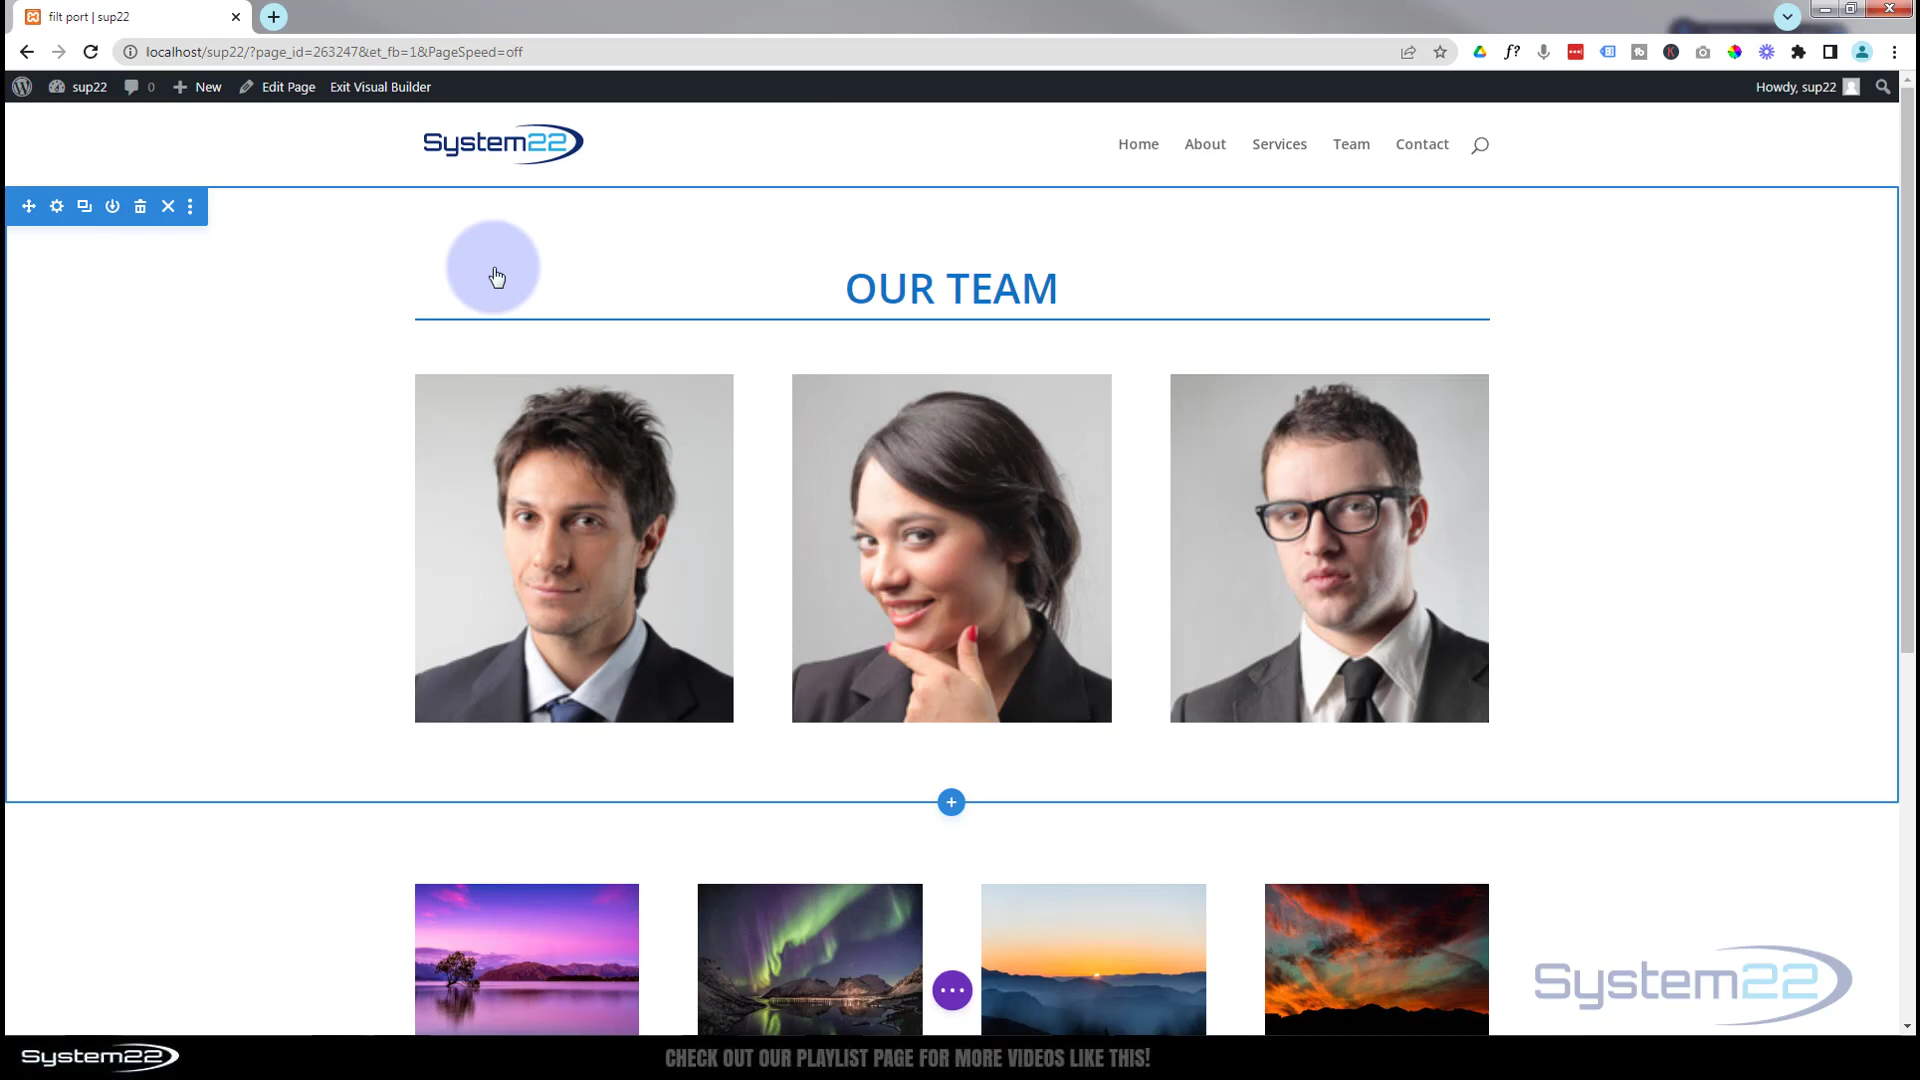 filt port | sup22
localhost/sup22/?page_id=263247&et_fb=1&PageSpeed=off
sup22 0 New Edit Page Exit Visual Builder Howdy, sup22
System22
Home About Services Team Contact
OUR TEAM
System22
System22
CHECK OUT OUR PLAYLIST PAGE FOR MORE VIDEOS LIKE THIS!